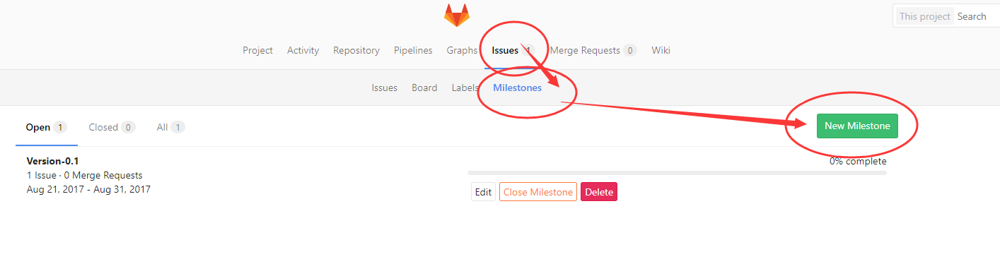 This project Search
Project Activity Repository Pipelines Graphs Issues 1 Merge Requests 0 Wiki
Issues Board Labels Milestones
Open 1 Closed 0 All 1
New Milestone
Version-0.1
0% complete
1 Issue · 0 Merge Requests
Aug 21, 2017 - Aug 31, 2017
Edit Close Milestone Delete